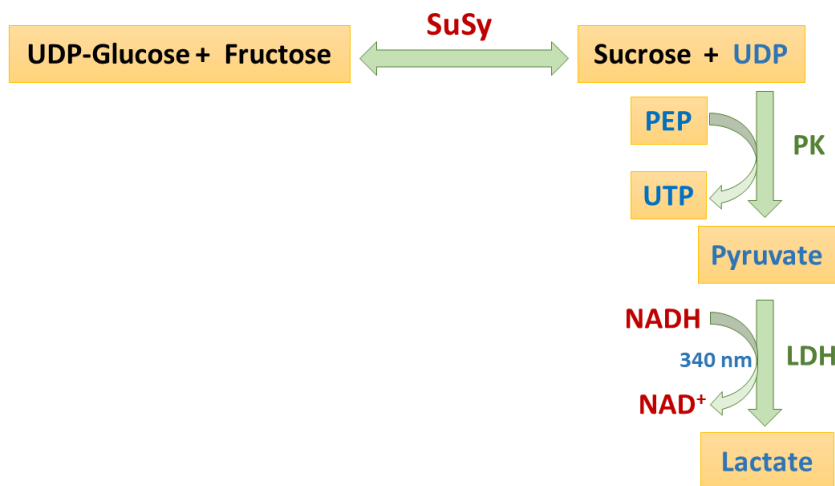 SuSy
UDP-Glucose + Fructose
Sucrose + UDP
PEP
PK
UTP
Pyruvate
NADH
340 nm
LDH
NAD⁺
Lactate